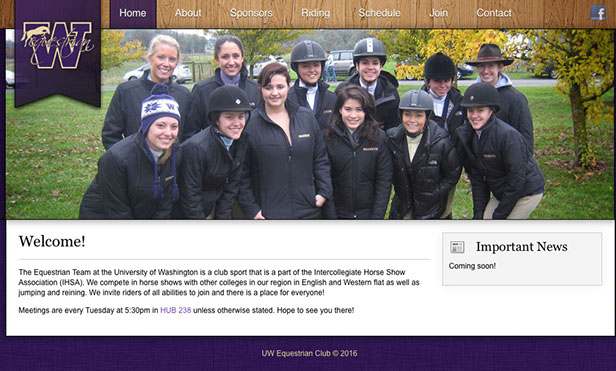 Home About Sponsors Riding Schedule Join Contact f
W
Equestrian
W
Welcome!
The Equestrian Team at the University of Washington is a club sport that is a part of the Intercollegiate Horse Show
Association (IHSA). We compete in horse shows with other colleges in our region in English and Western flat as well as
jumping and reining. We invite riders of all abilities to join and there is a place for everyone!
Meetings are every Tuesday at 5:30pm in HUB 238 unless otherwise stated. Hope to see you there!
Important News
Coming soon!
UW Equestrian Club © 2016